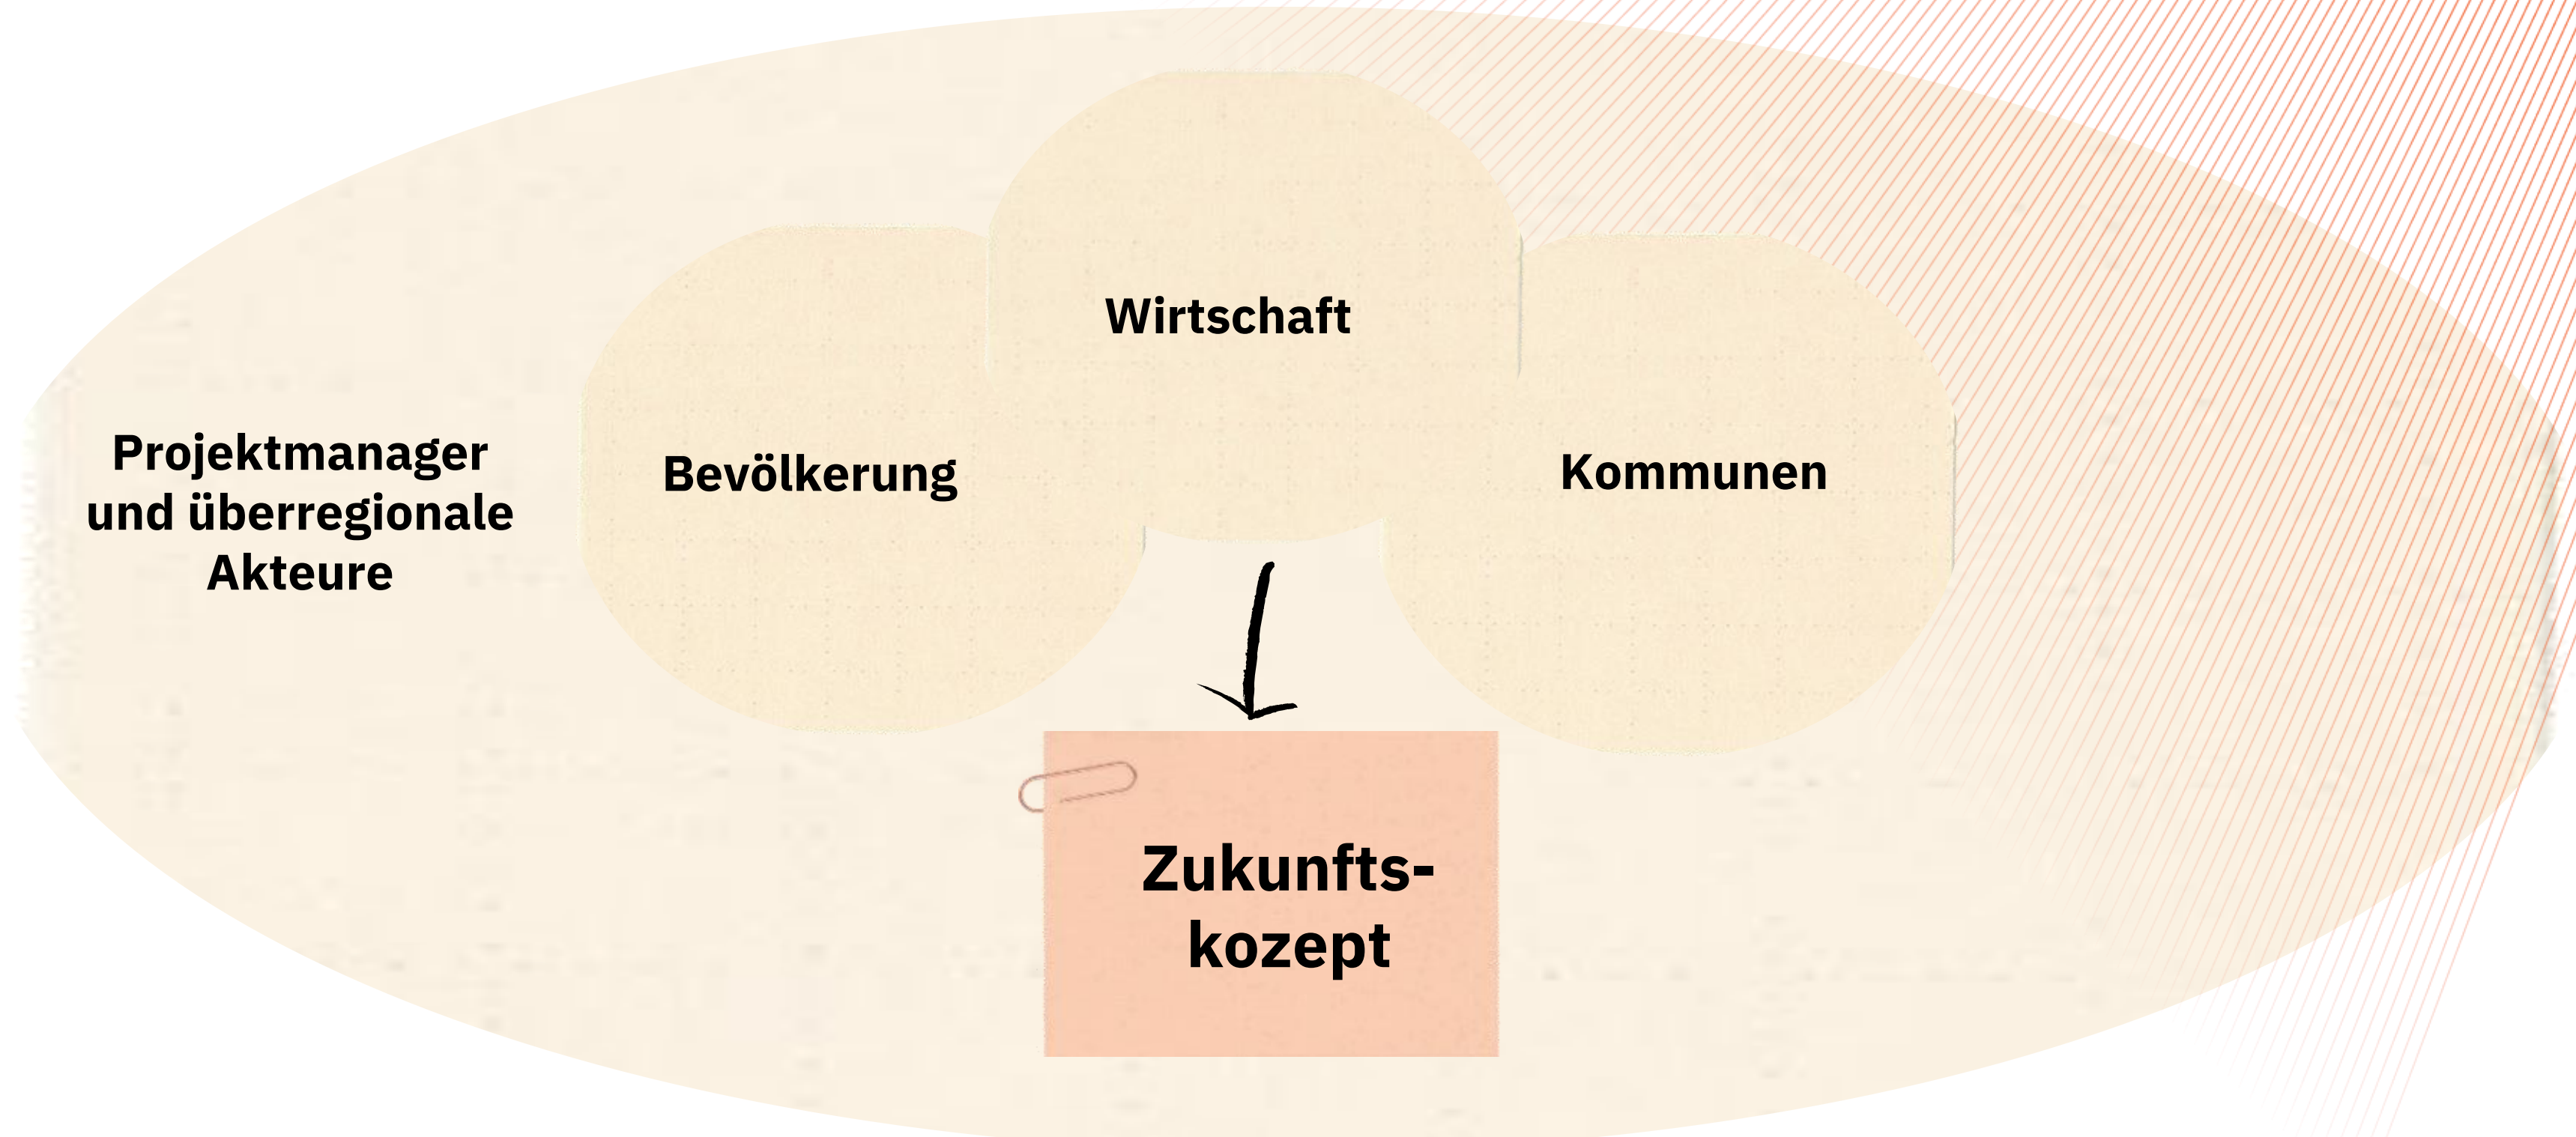 Wirtschaft
Projektmanager
und überregionale
Akteure
Bevölkerung
Kommunen
Zukunfts-
kozept